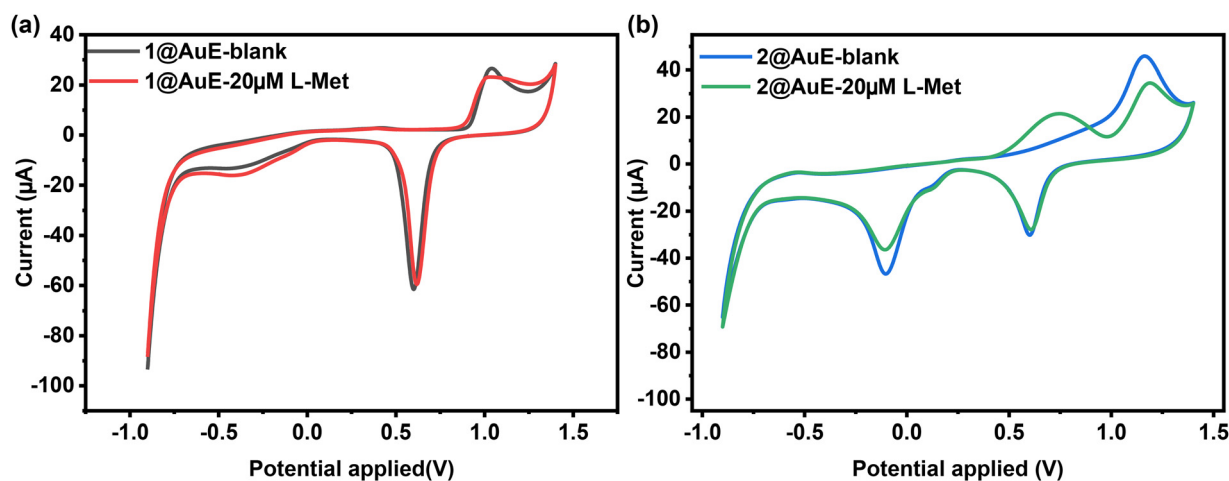 (a)
1@AuE-blank
1@AuE-20µM L-Met
40
20
0
-20
-40
-60
-80
-100
Current (µA)
-1.0 -0.5 0.0 0.5 1.0 1.5
Potential applied(V)
(b)
2@AuE-blank
2@AuE-20µM L-Met
40
20
0
-20
-40
-60
-80
-100
Current (µA)
-1.0 -0.5 0.0 0.5 1.0 1.5
Potential applied (V)